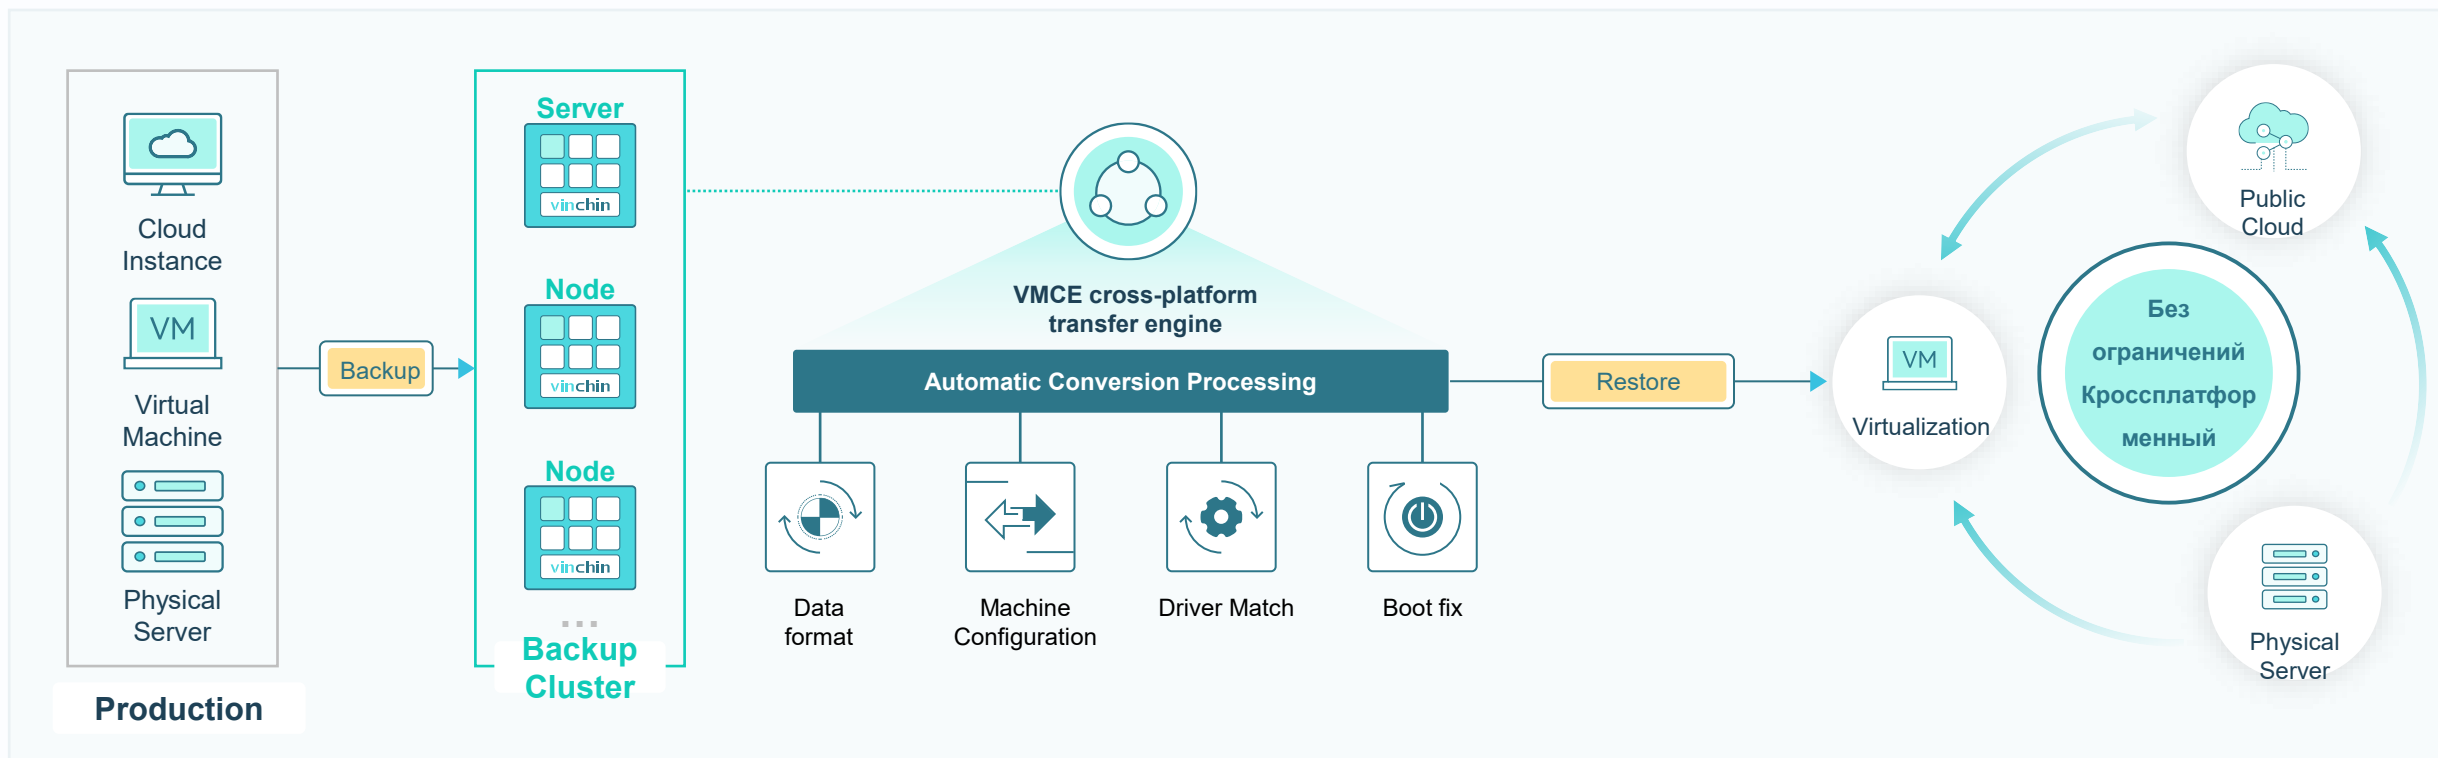 Cloud
Instance
VM
Virtual
Machine
Physical
Server
Production
Backup
Server
vinchin
Node
vinchin
Node
vinchin
...
Backup
Cluster
VMCE cross-platform
transfer engine
Automatic Conversion Processing
Data
format
Machine
Configuration
Driver Match
Boot fix
Restore
VM
Virtualization
Public
Cloud
Без
ограничений
Кроссплатфор
менный
Physical
Server